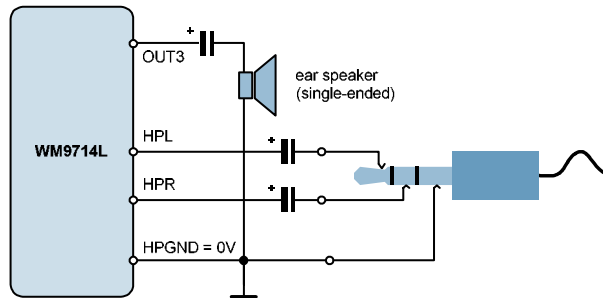 +
OUT3
ear speaker
(single-ended)
HPL
+
WM9714L
HPR
+
HPGND = 0V